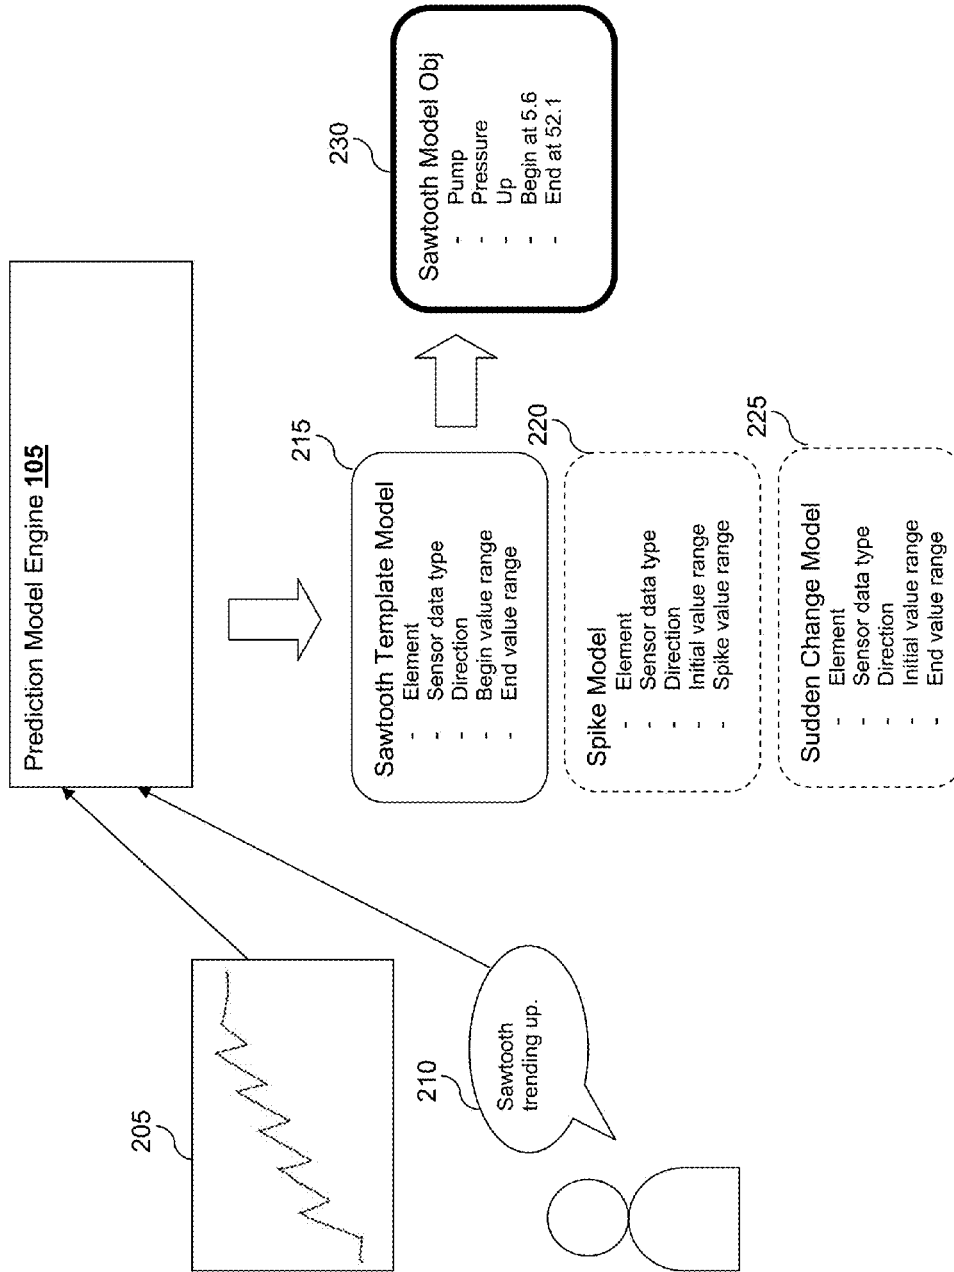 Prediction Model Engine 105
205
210
Sawtooth
trending up.
215
Sawtooth Template Model
- Element
- Sensor data type
- Direction
- Begin value range
- End value range
220
Spike Model
- Element
- Sensor data type
- Direction
- Initial value range
- Spike value range
225
Sudden Change Model
- Element
- Sensor data type
- Direction
- Initial value range
- End value range
230
Sawtooth Model Obj
- Pump
- Pressure
- Up
- Begin at 5.6
- End at 52.1